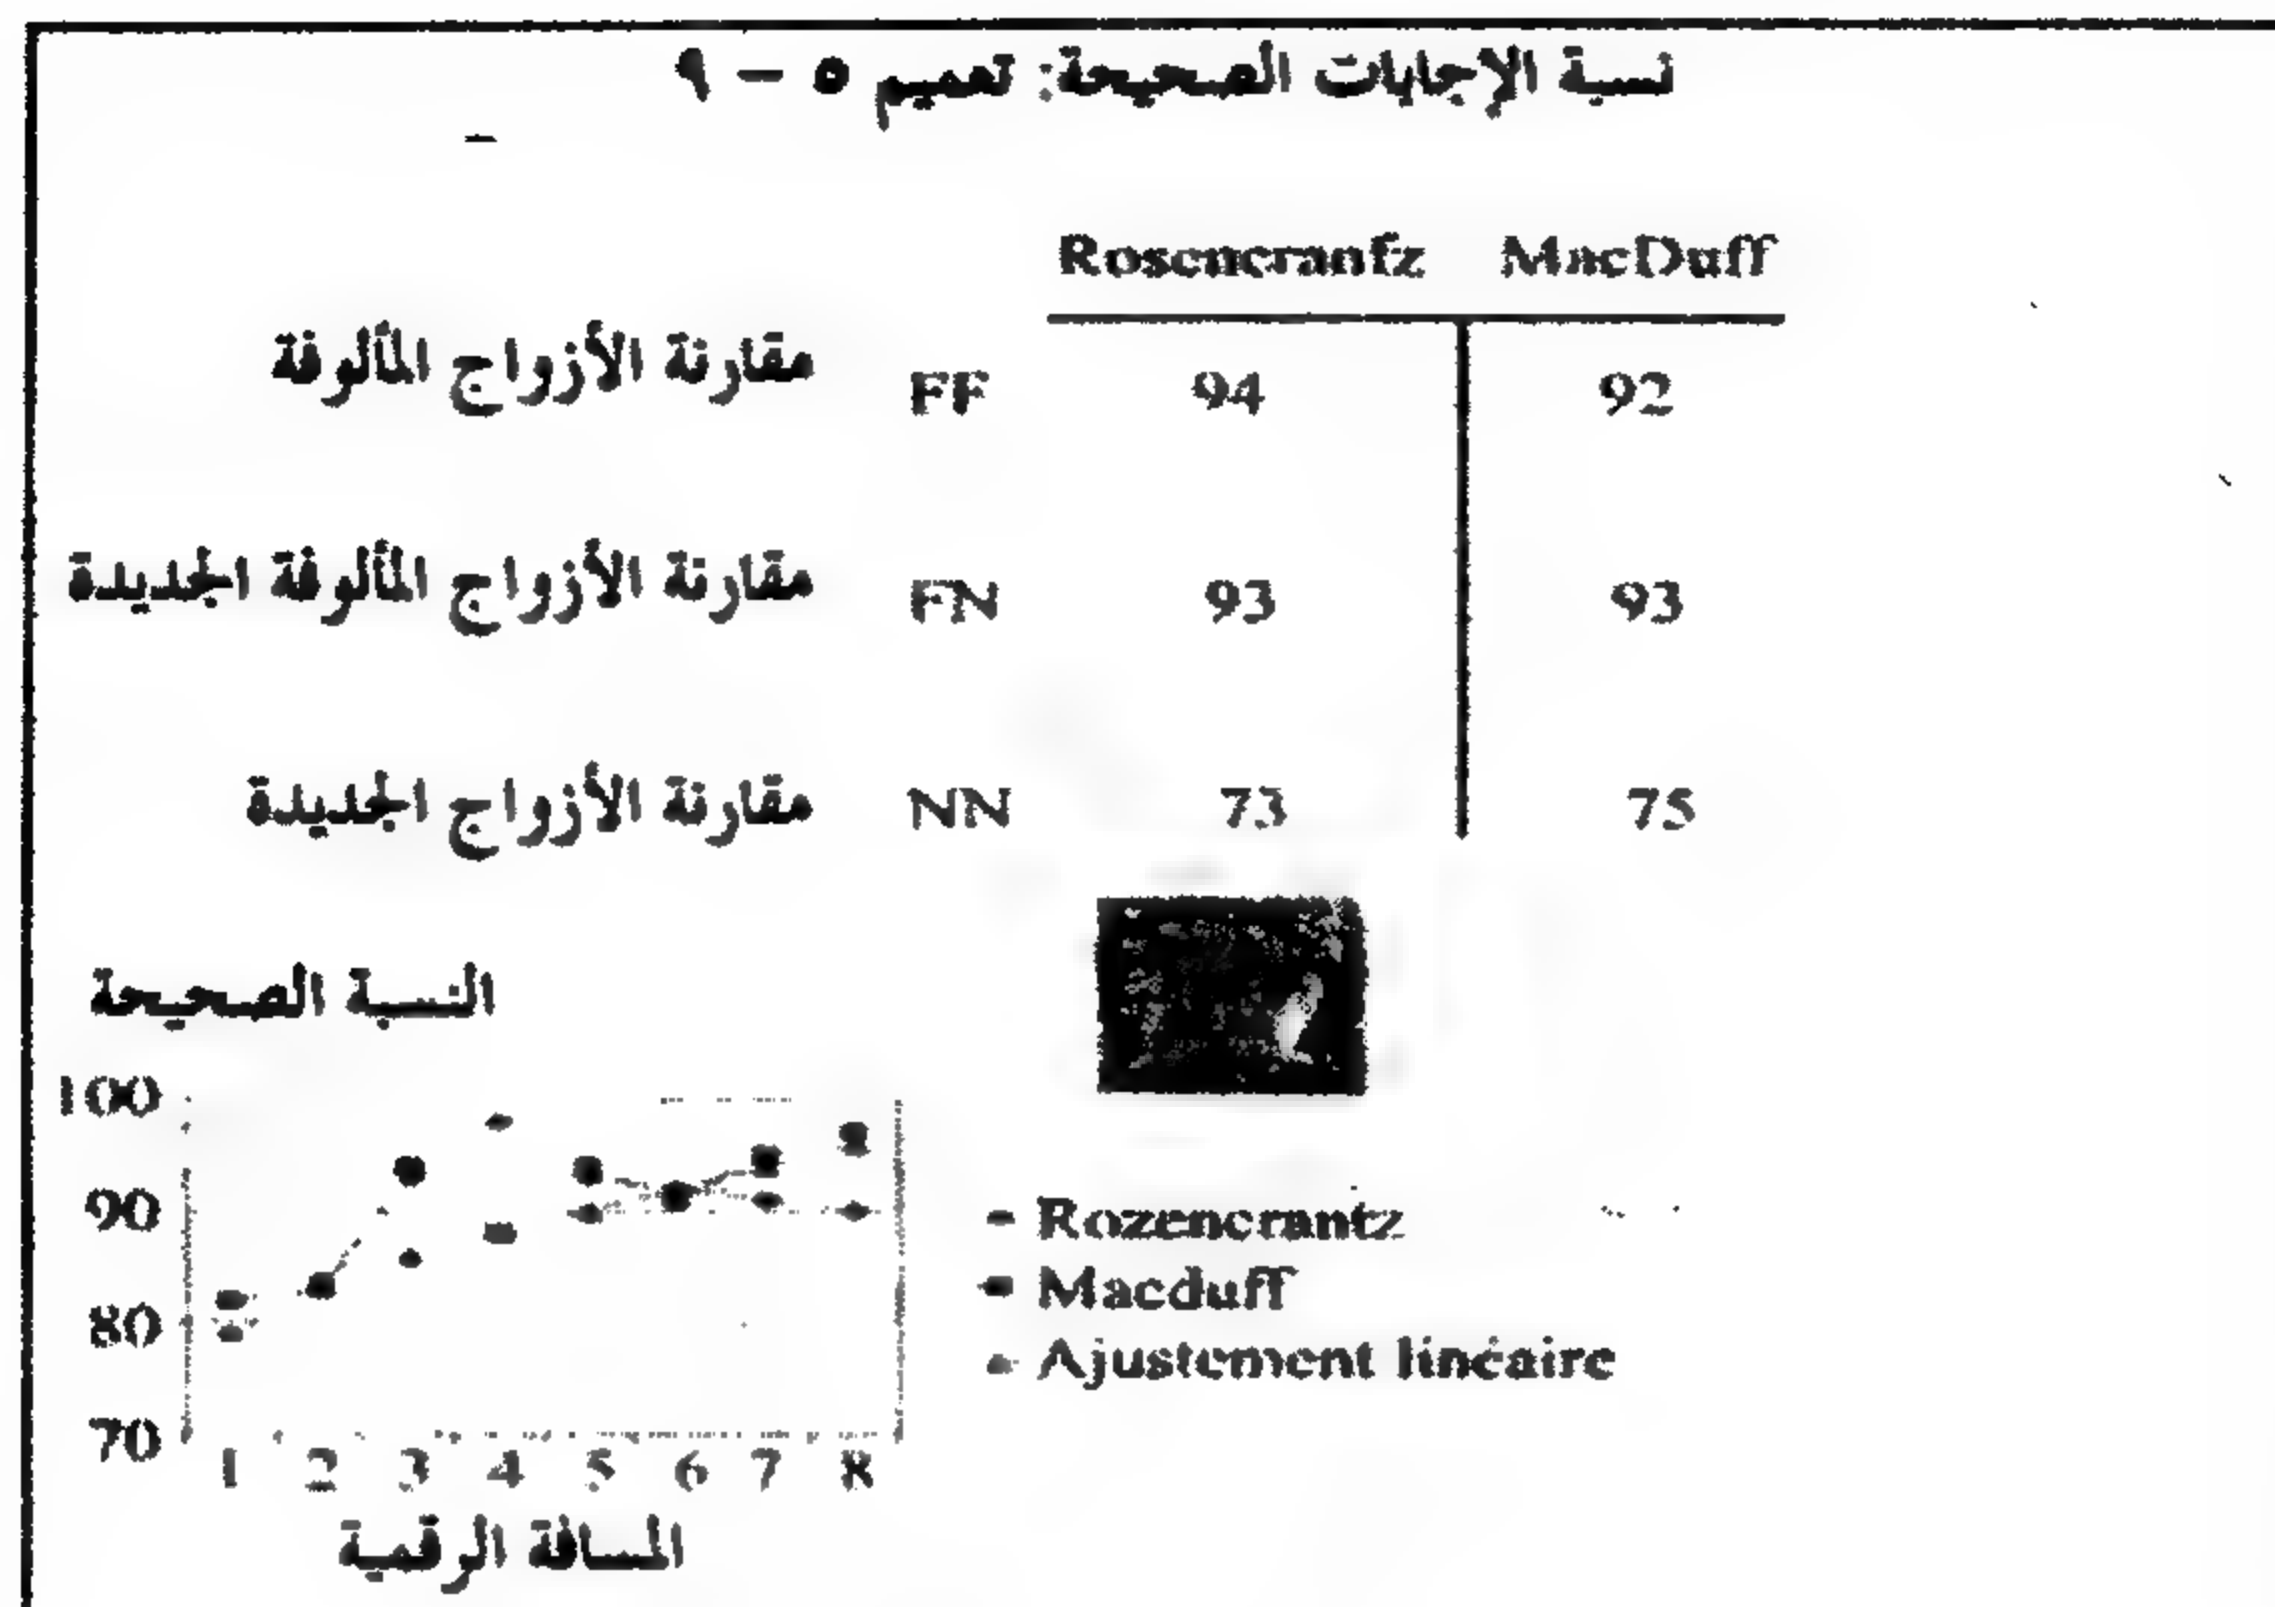 نسبة الإجابات الصحيحة: تعميم ٥ – ٩
Rosencrantz MacDuff
مقارنة الأزواج المألوفة FF 94 92
مقارنة الأزواج المألوفة الجديدة FN 93 93
مقارنة الأزواج الجديدة NN 73 75
النسبة الصحيحة
100
90
80
70
1 2 3 4 5 6 7 8
المسافة الرقمية
Rozencrantz
Macduff
Ajustement linéaire